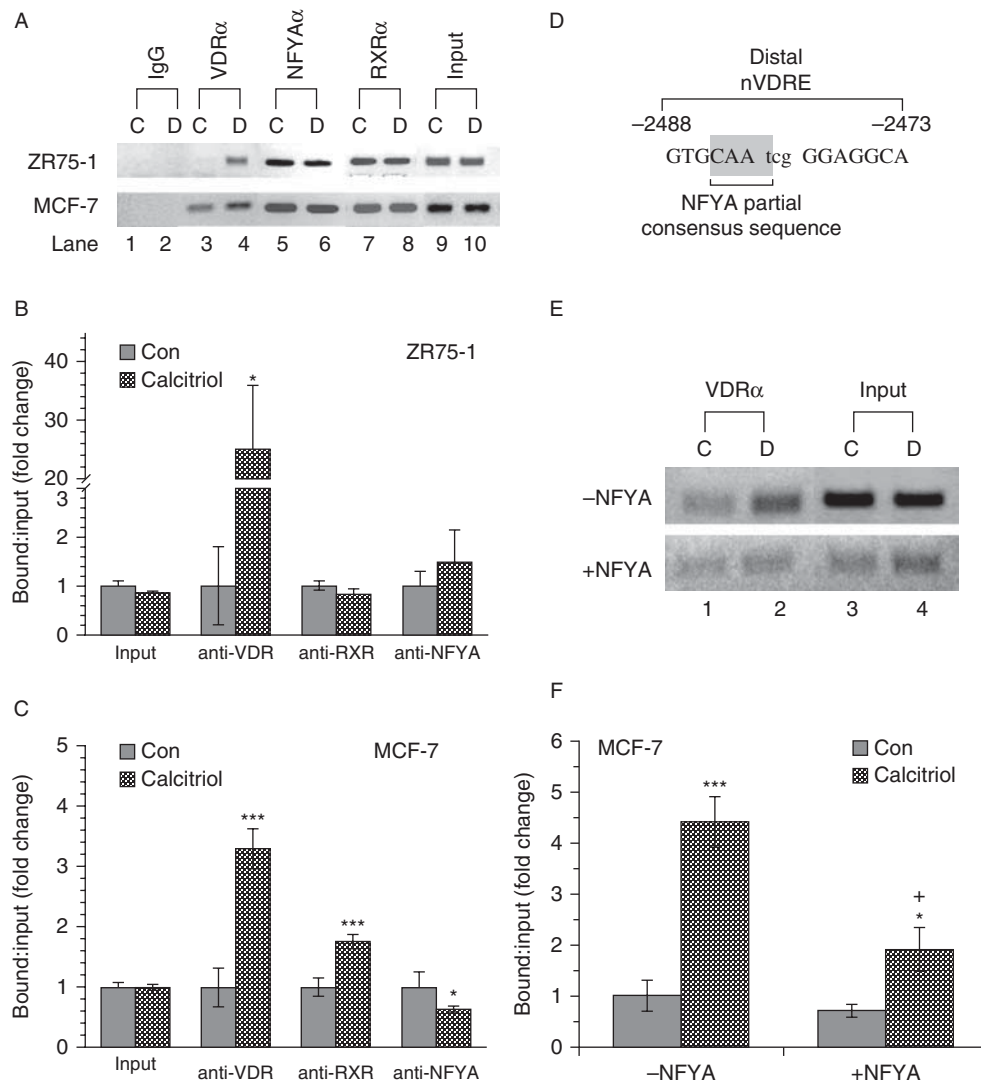 A
IgG
VDRα
NFYAα
RXRα
Input
C D C D C D C D C D
ZR75-1
MCF-7
Lane 1 2 3 4 5 6 7 8 9 10
B
ZR75-1
Con
Calcitriol
Bound:input (fold change)
40
30
20
3
2
1
0
*
Input anti-VDR anti-RXR anti-NFYA
C
MCF-7
Con
Calcitriol
Bound:input (fold change)
5
4
3
2
1
0
***
***
*
Input anti-VDR anti-RXR anti-NFYA
D
Distal
nVDRE
–2488 –2473
GTGCAA tcg GGAGGCA
NFYA partial
consensus sequence
E
VDRα Input
C D C D
–NFYA
+NFYA
1 2 3 4
F
MCF-7
Con
Calcitriol
Bound:input (fold change)
6
5
4
3
2
1
0
***
+
*
–NFYA +NFYA